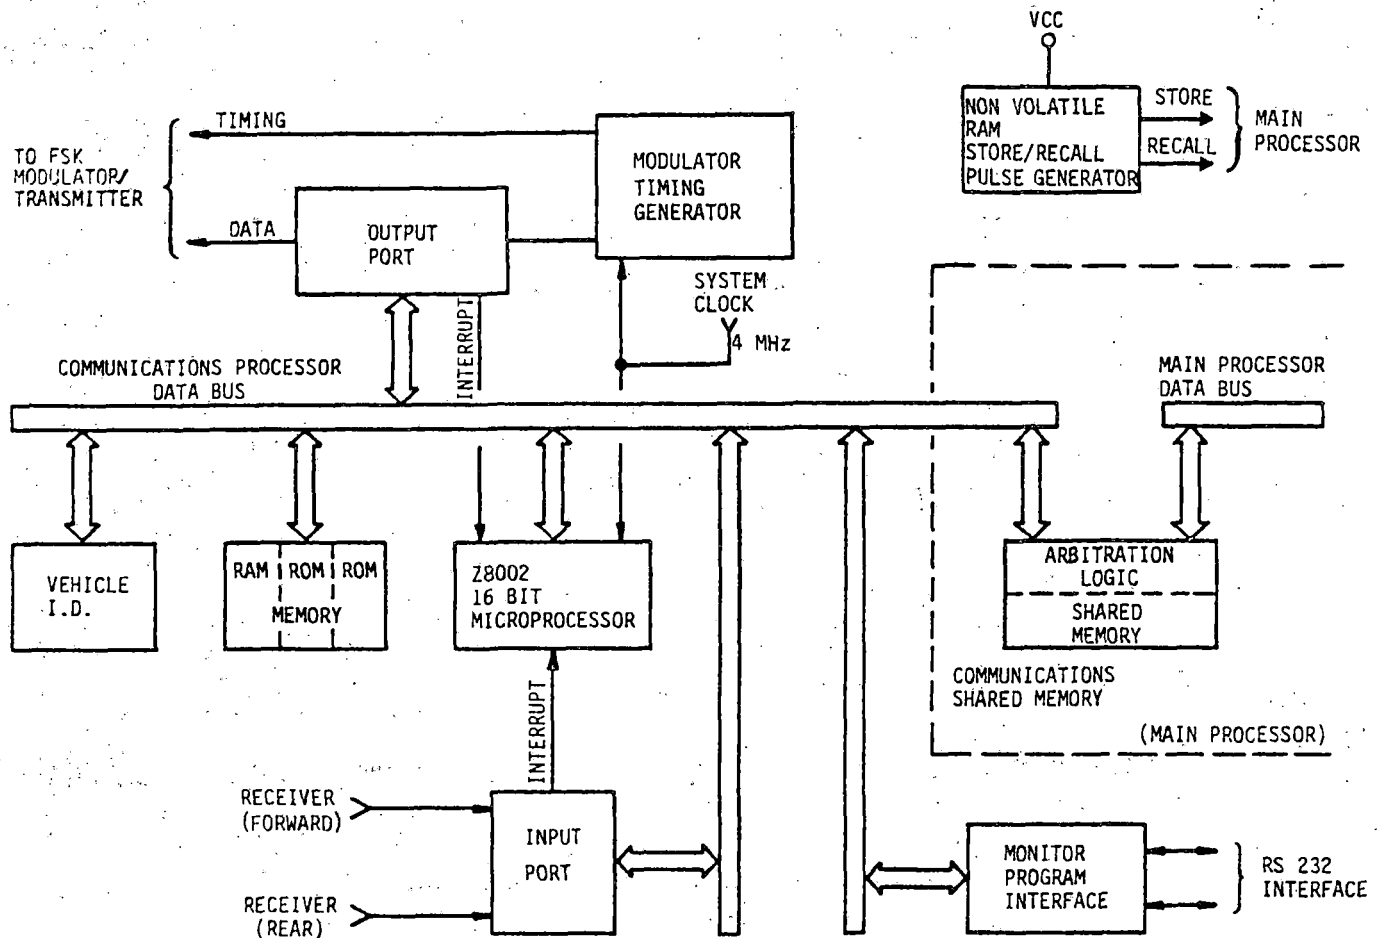 VCC
NON VOLATILE
RAM
STORE/RECALL
PULSE GENERATOR
STORE
RECALL
MAIN
PROCESSOR
TIMING
TO FSK
MODULATOR/
TRANSMITTER
DATA
OUTPUT
PORT
MODULATOR
TIMING
GENERATOR
SYSTEM
CLOCK
4 MHz
INTERRUPT
COMMUNICATIONS PROCESSOR
DATA BUS
MAIN PROCESSOR
DATA BUS
VEHICLE
I.D.
RAM ROM ROM
MEMORY
Z8002
16 BIT
MICROPROCESSOR
ARBITRATION
LOGIC
SHARED
MEMORY
COMMUNICATIONS
SHARED MEMORY
(MAIN PROCESSOR)
INTERRUPT
RECEIVER
(FORWARD)
INPUT
PORT
RECEIVER
(REAR)
MONITOR
PROGRAM
INTERFACE
RS 232
INTERFACE